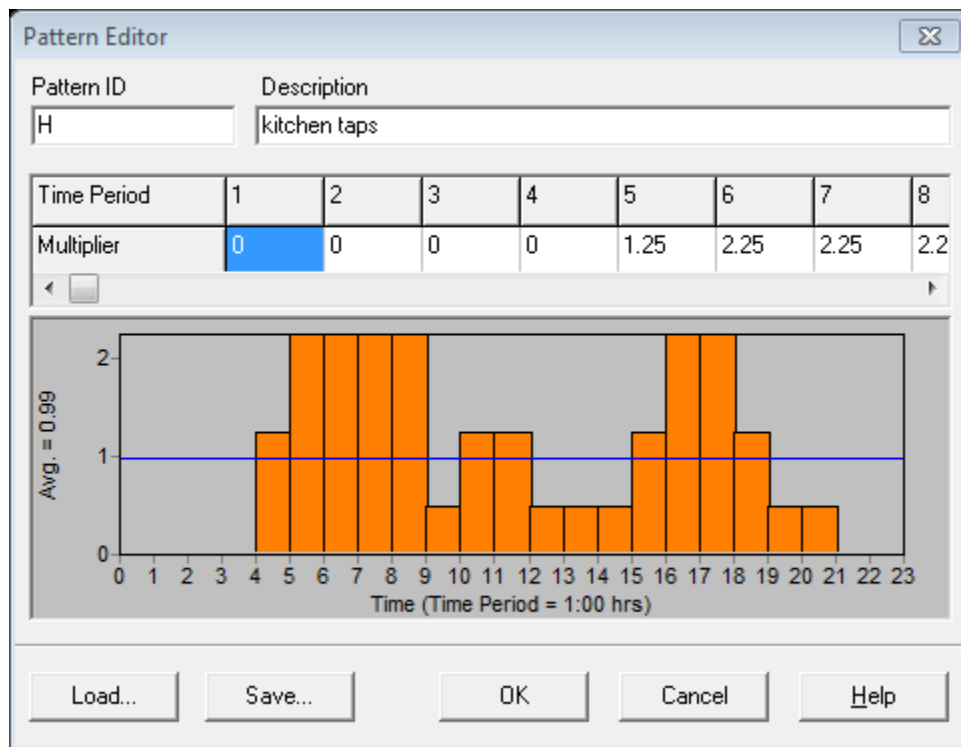 Pattern Editor
Pattern ID Description
H kitchen taps
Time Period 1 2 3 4 5 6 7 8
Multiplier 0 0 0 0 1.25 2.25 2.25 2.2
2
1
0
Avg. = 0.99
0 1 2 3 4 5 6 7 8 9 10 11 12 13 14 15 16 17 18 19 20 21 22 23
Time (Time Period = 1:00 hrs)
Load... Save... OK Cancel Help